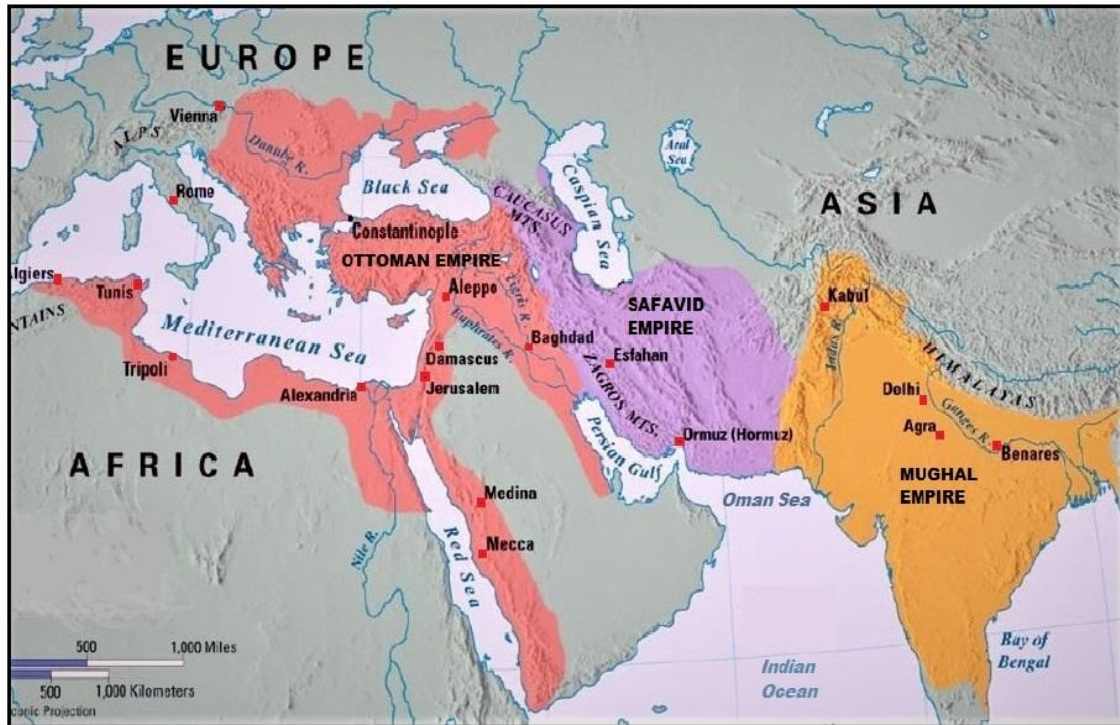 EUROPE
Vienna
ALPS
Danube R.
Aral
Sea
Rome
Black Sea
Caspian Sea
CAUCASUS
MTS.
ASIA
Constantinople
OTTOMAN EMPIRE
Algiers
Tunis
NTAINS
Aleppo
Tigris R.
SAFAVID
EMPIRE
Kabul
Mediterranean Sea
Euphrates R.
Baghdad
Esfahan
Indus R.
HIMALAYAS
Tripoli
Damascus
Jerusalem
ZAGROS MTS.
Delhi
Ganges R.
Alexandria
Persian Gulf
Ormuz (Hormuz)
Agra
Benares
AFRICA
MUGHAL
EMPIRE
Medina
Oman Sea
Nile R.
Red Sea
Mecca
500
1,000 Miles
500
1,000 Kilometers
conic Projection
Indian
Ocean
Bay of
Bengal